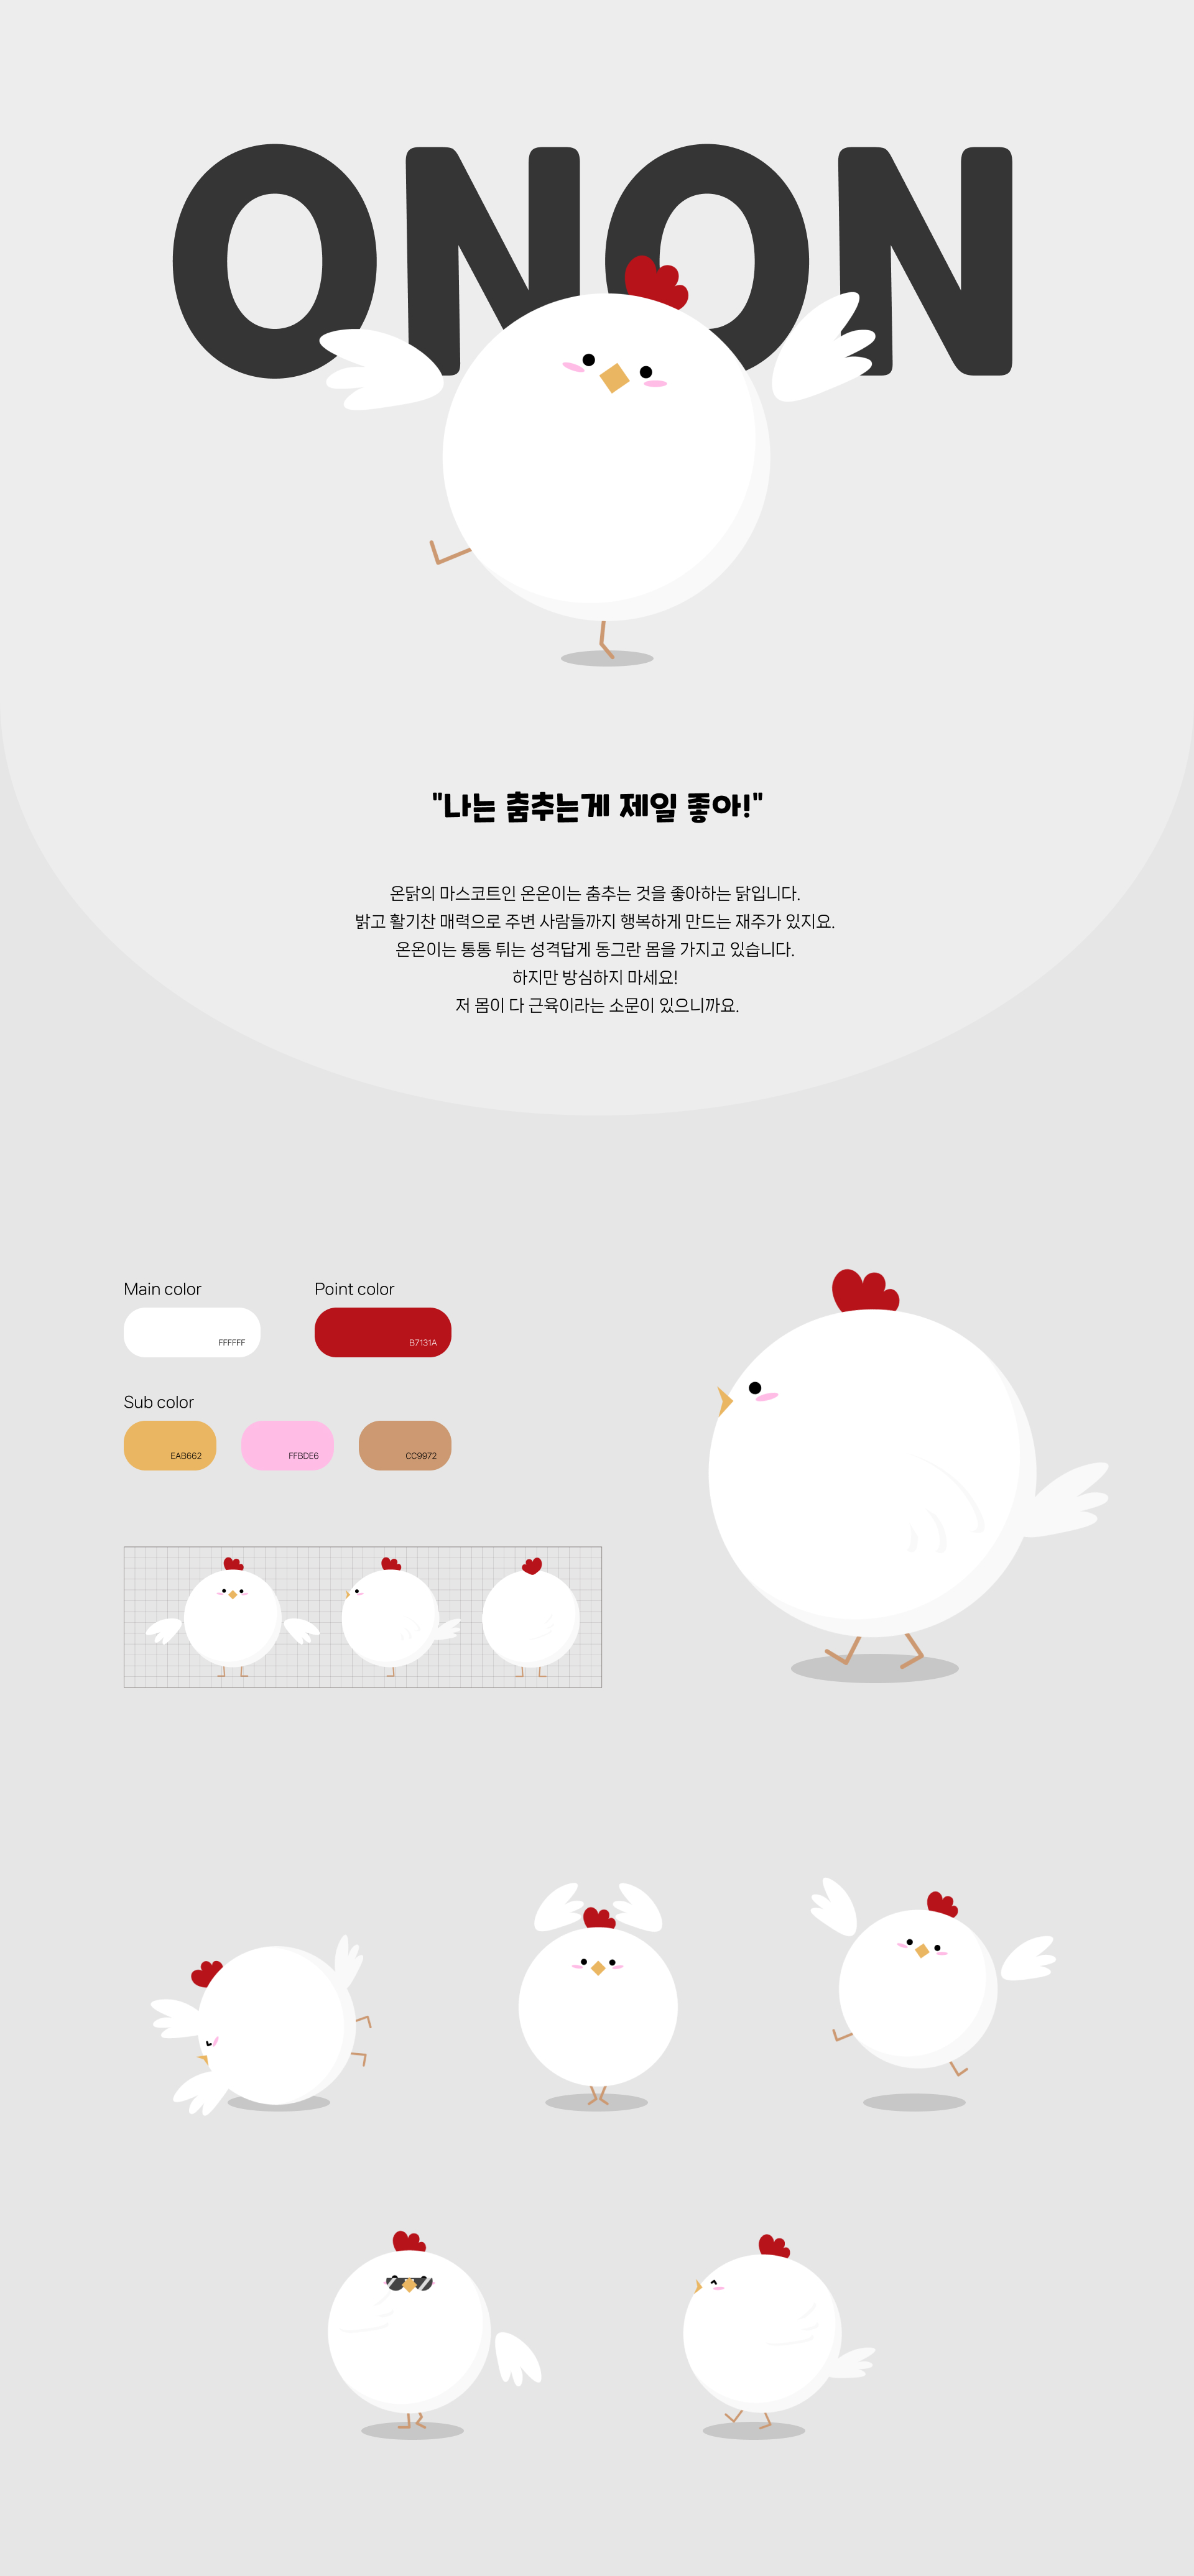 ONON
"나는 춤추는게 제일 좋아!"
온닭의 마스코트인 온온이는 춤추는 것을 좋아하는 닭입니다.
밝고 활기찬 매력으로 주변 사람들까지 행복하게 만드는 재주가 있지요.
온온이는 통통 튀는 성격답게 동그란 몸을 가지고 있습니다.
하지만 방심하지 마세요!
저 몸이 다 근육이라는 소문이 있으니까요.
Main color
FFFFFF
Point color
B7131A
Sub color
EAB662
FFBDE6
CC9972